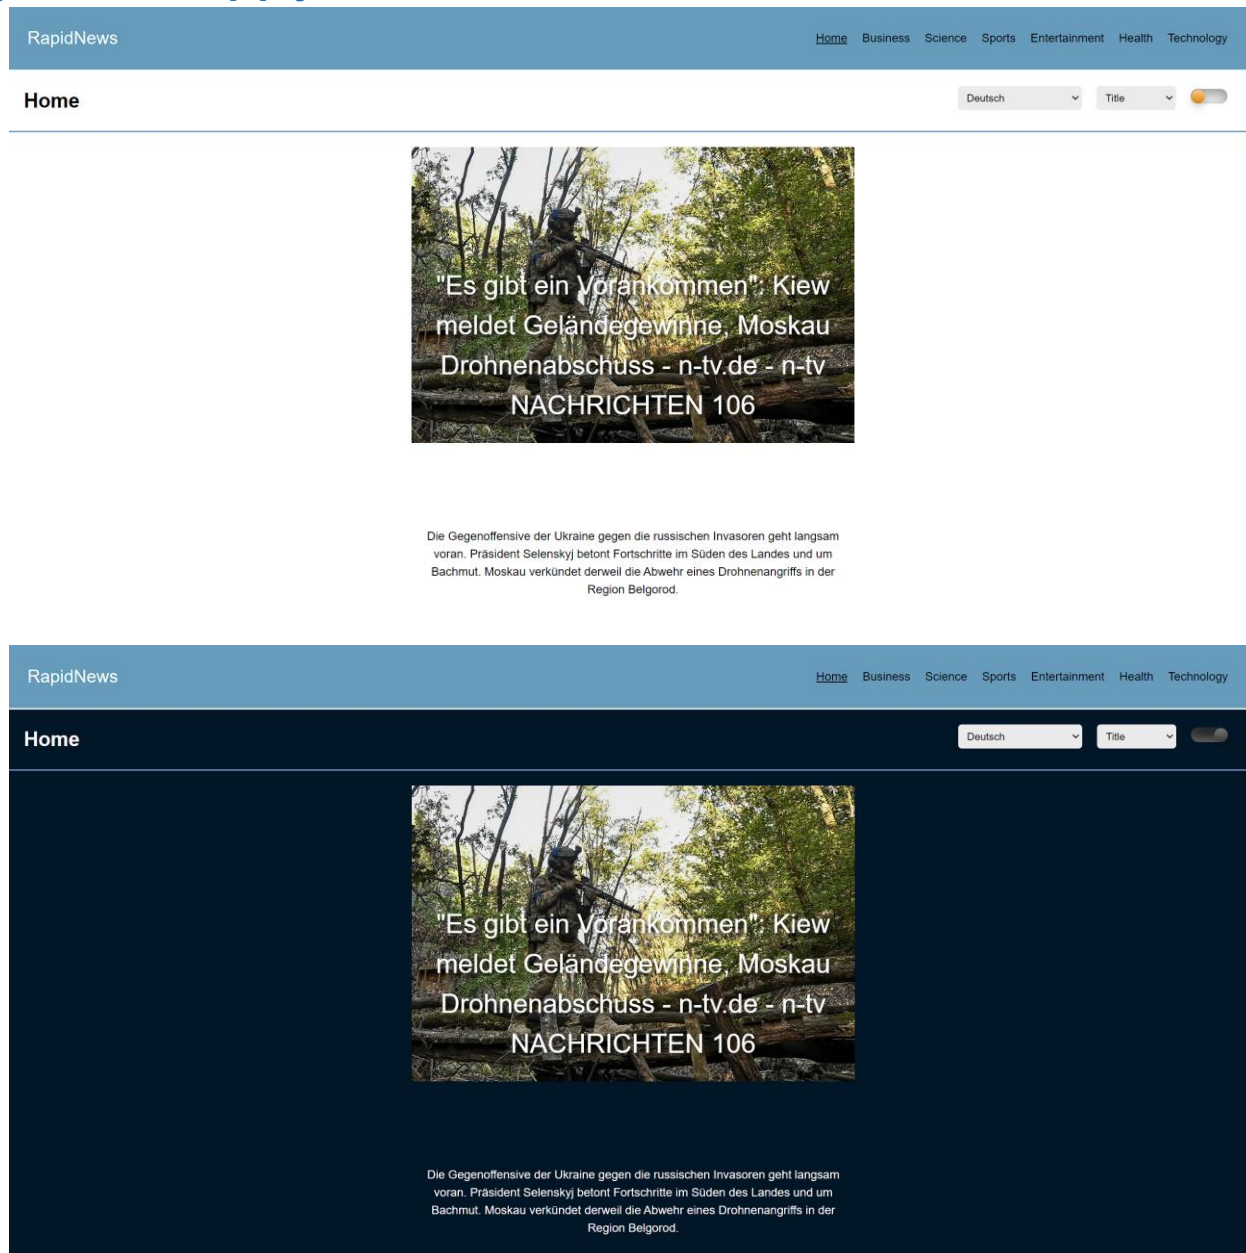 RapidNews
Home Business Science Sports Entertainment Health Technology
Home
Deutsch Title
"Es gibt ein Vorankommen": Kiew
meldet Geländegewinne, Moskau
Drohnenabschuss - n-tv.de - n-tv
NACHRICHTEN 106
Die Gegenoffensive der Ukraine gegen die russischen Invasoren geht langsam
voran. Präsident Selenskyj betont Fortschritte im Süden des Landes und um
Bachmut. Moskau verkündet derweil die Abwehr eines Drohnenangriffs in der
Region Belgorod.
RapidNews
Home Business Science Sports Entertainment Health Technology
Home
Deutsch Title
"Es gibt ein Vorankommen": Kiew
meldet Geländegewinne, Moskau
Drohnenabschuss - n-tv.de - n-tv
NACHRICHTEN 106
Die Gegenoffensive der Ukraine gegen die russischen Invasoren geht langsam
voran. Präsident Selenskyj betont Fortschritte im Süden des Landes und um
Bachmut. Moskau verkündet derweil die Abwehr eines Drohnenangriffs in der
Region Belgorod.